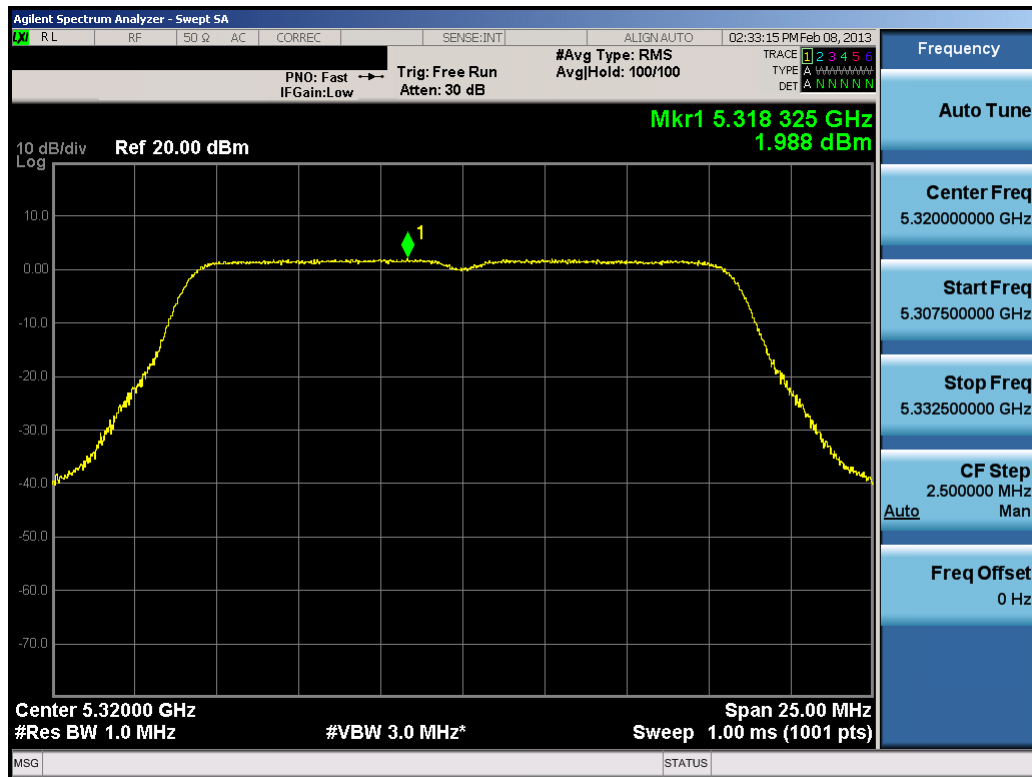 Agilent Spectrum Analyzer - Swept SA
LXI RL RF 50 Ω AC CORREC SENSE:INT ALIGNAUTO 02:33:15 PM Feb 08, 2013
PNO: Fast
IFGain:Low
Trig: Free Run
Atten: 30 dB
#Avg Type: RMS
Avg|Hold: 100/100
TRACE 1 2 3 4 5 6
TYPE A WWWWW
DET A N N N N N
Mkr1 5.318 325 GHz
1.988 dBm
10 dB/div Ref 20.00 dBm
Log
1
10.0
0.00
-10.0
-20.0
-30.0
-40.0
-50.0
-60.0
-70.0
Center 5.32000 GHz Span 25.00 MHz
#Res BW 1.0 MHz #VBW 3.0 MHz* Sweep 1.00 ms (1001 pts)
MSG STATUS
Frequency
Auto Tune
Center Freq
5.320000000 GHz
Start Freq
5.307500000 GHz
Stop Freq
5.332500000 GHz
CF Step
2.500000 MHz
Auto Man
Freq Offset
0 Hz